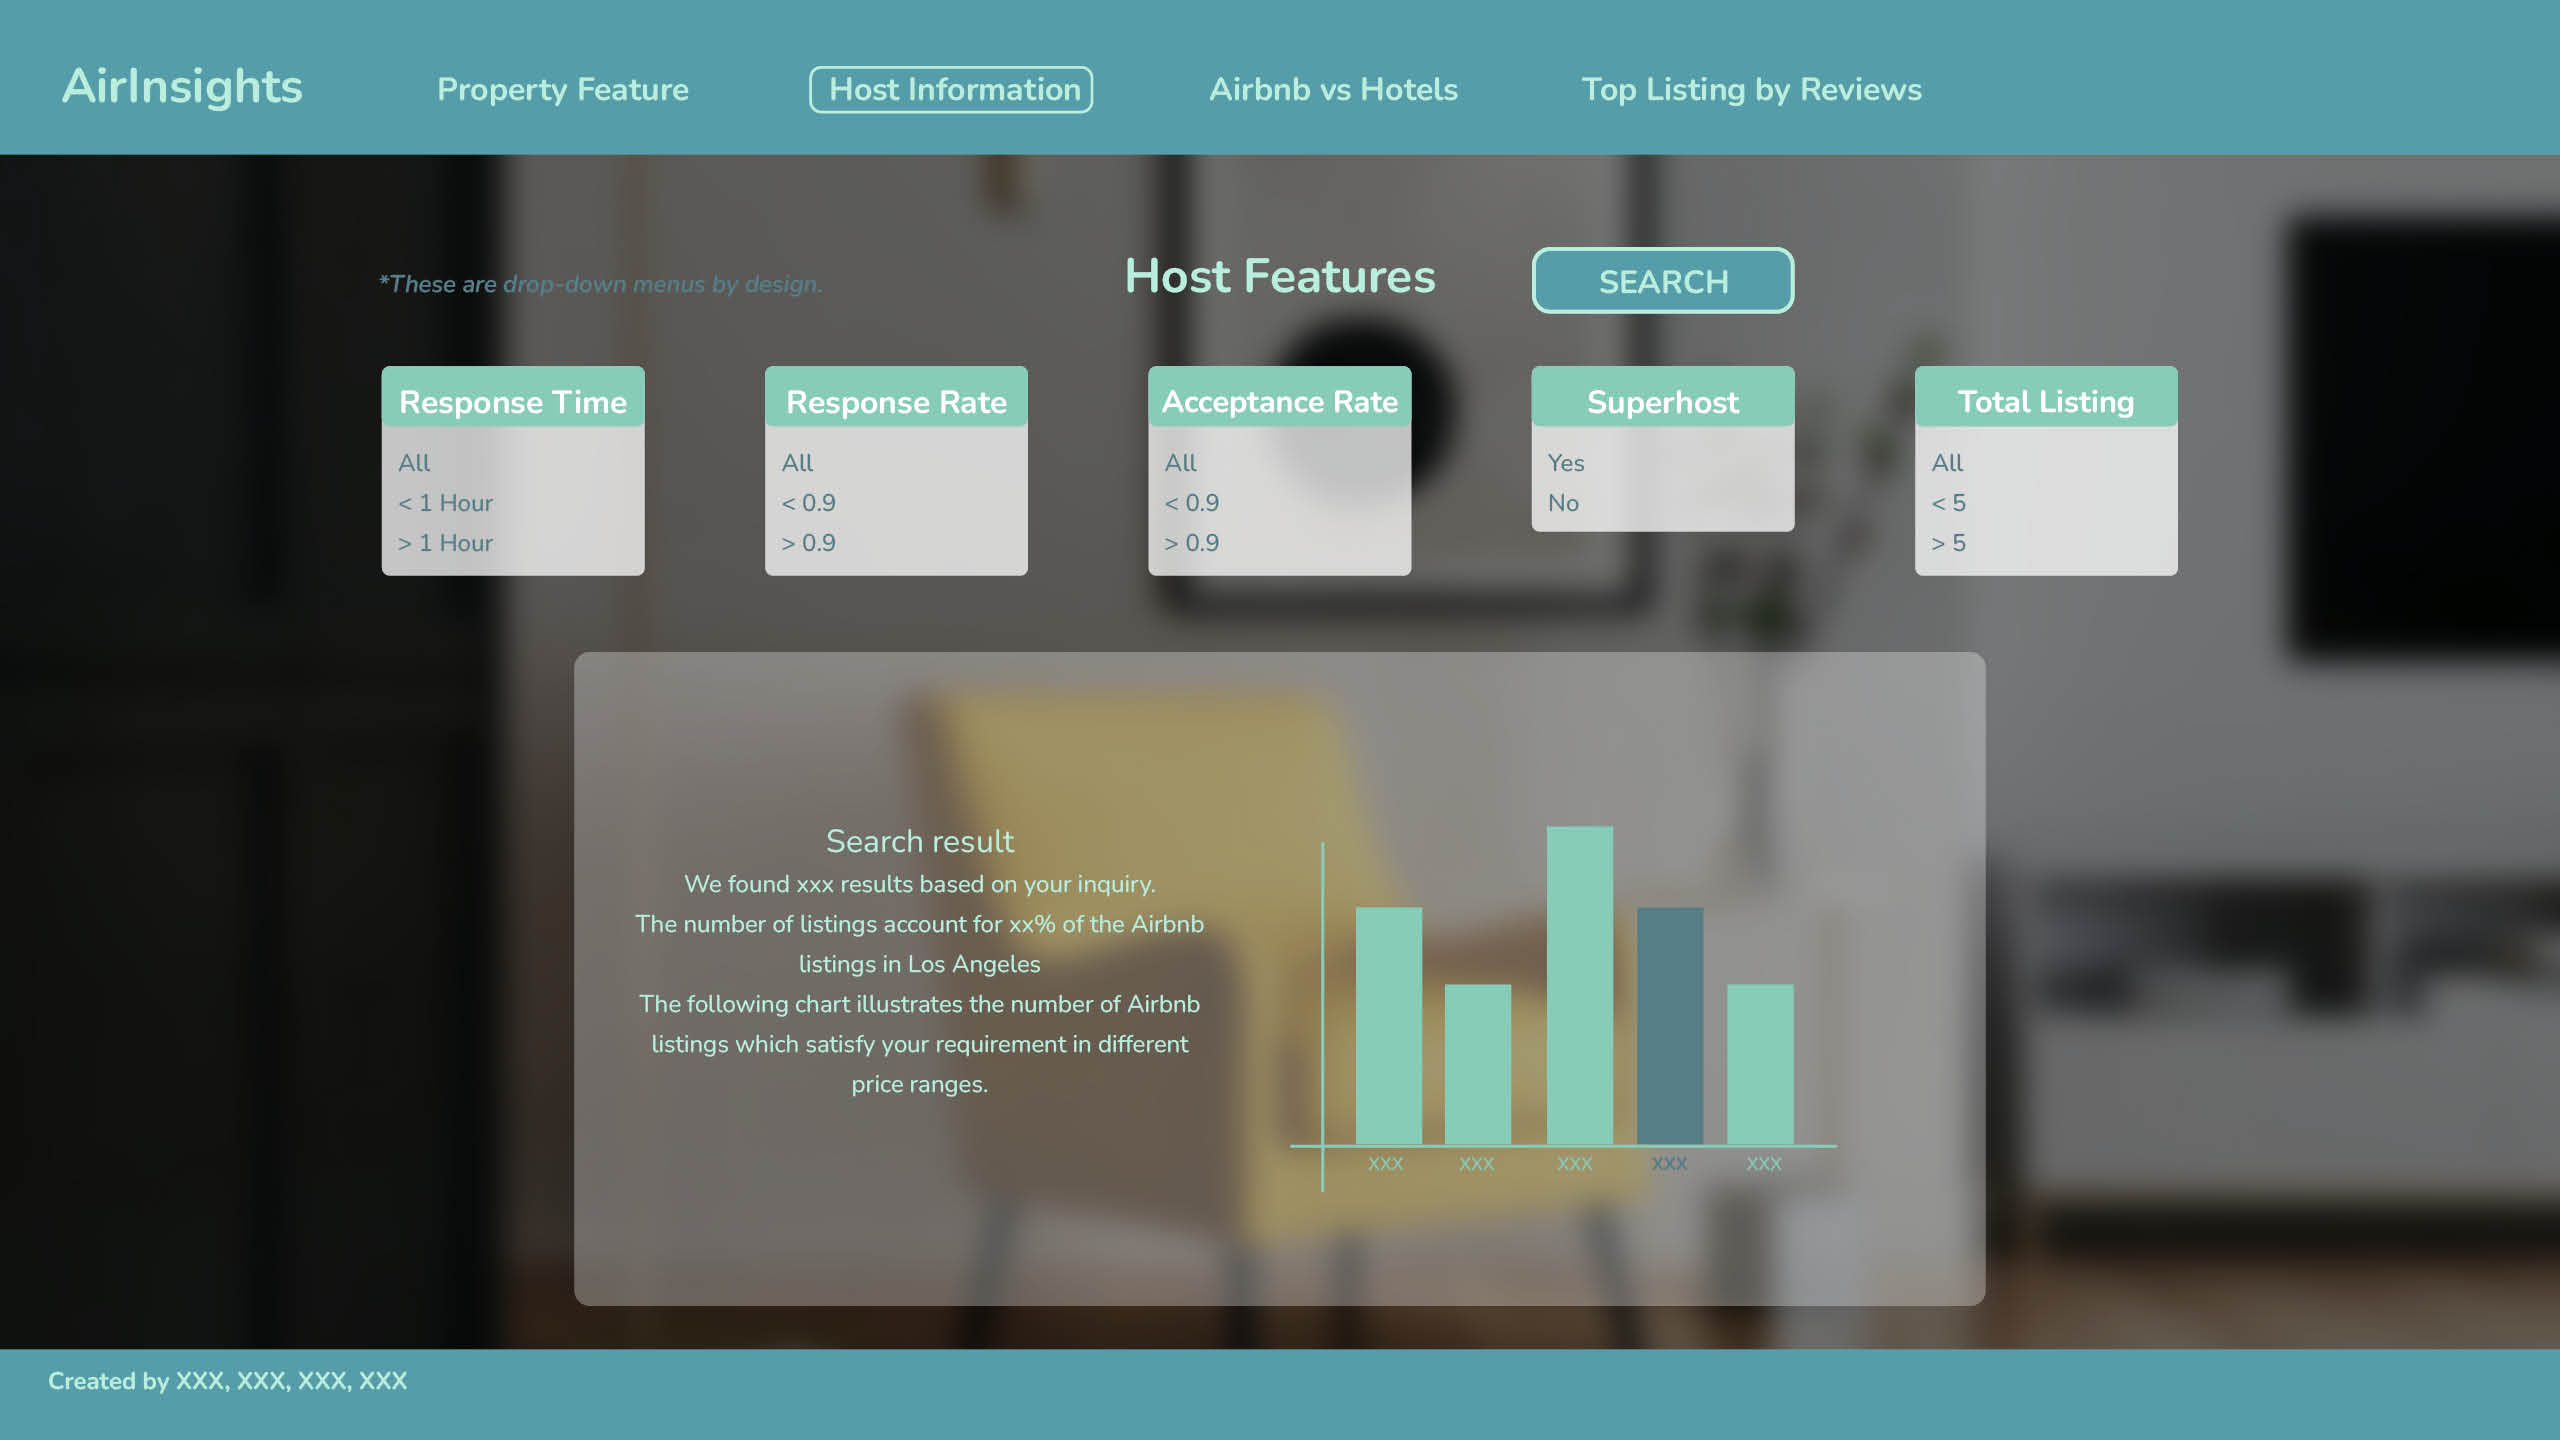 AirInsights
Property Feature
Host Information
Airbnb vs Hotels
Top Listing by Reviews
*These are drop-down menus by design.
Host Features
SEARCH
Response Time
All
< 1 Hour
> 1 Hour
Response Rate
All
< 0.9
> 0.9
Acceptance Rate
All
< 0.9
> 0.9
Superhost
Yes
No
Total Listing
All
< 5
> 5
Search result
We found xxx results based on your inquiry.
The number of listings account for xx% of the Airbnb
listings in Los Angeles
The following chart illustrates the number of Airbnb
listings which satisfy your requirement in different
price ranges.
XXX XXX XXX XXX XXX
Created by XXX, XXX, XXX, XXX